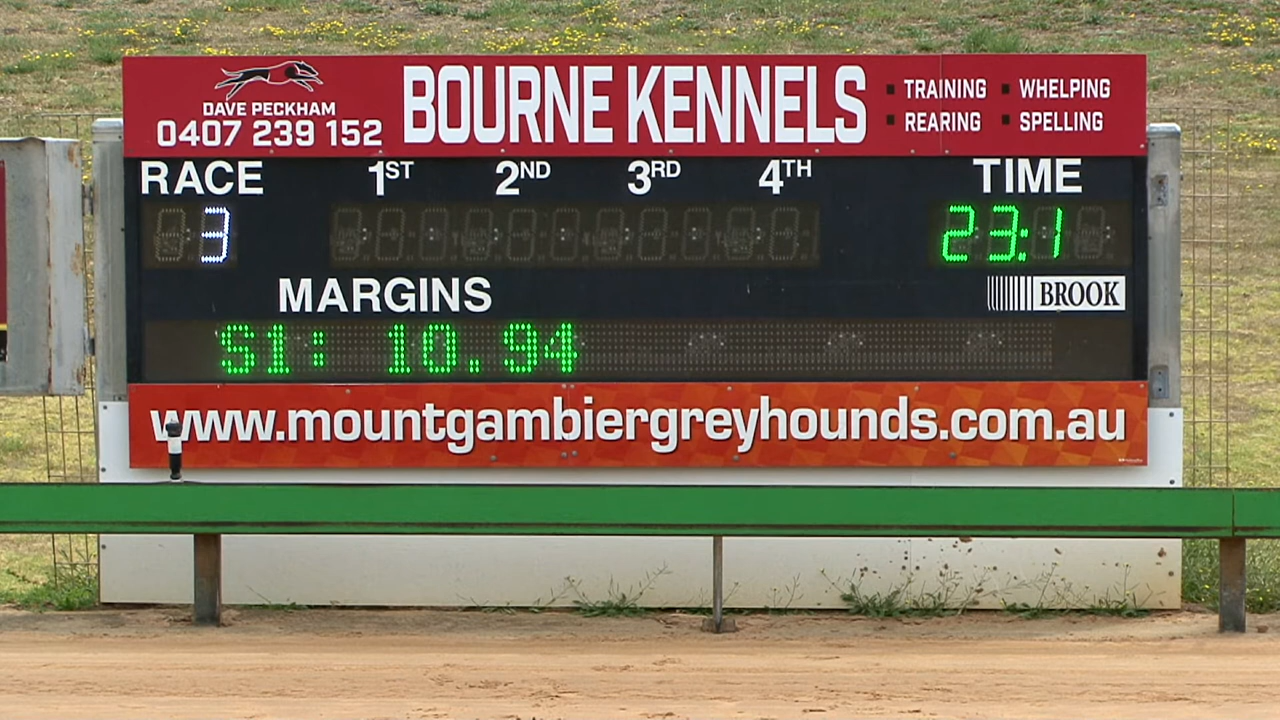 DAVE PECKHAM
0407 239 152
BOURNE KENNELS
TRAINING
WHELPING
REARING
SPELLING
RACE 1ST 2ND 3RD 4TH TIME
3 23:1
MARGINS
BROOK
S1: 10.94
www.mountgambiergreyhounds.com.au